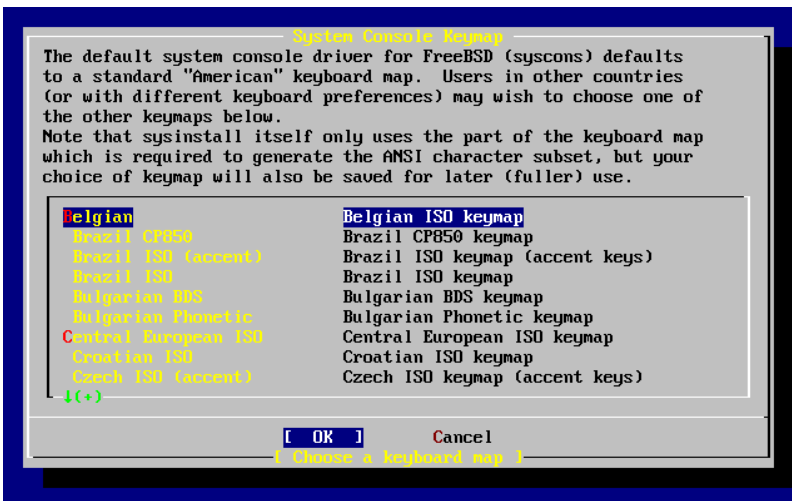 System Console Keymap
The default system console driver for FreeBSD (syscons) defaults
to a standard "American" keyboard map.  Users in other countries
(or with different keyboard preferences) may wish to choose one of
the other keymaps below.
Note that sysinstall itself only uses the part of the keyboard map
which is required to generate the ANSI character subset, but your
choice of keymap will also be saved for later (fuller) use.
Belgian Belgian ISO keymap
Brazil CP850 Brazil CP850 keymap
Brazil ISO (accent) Brazil ISO keymap (accent keys)
Brazil ISO Brazil ISO keymap
Bulgarian BDS Bulgarian BDS keymap
Bulgarian Phonetic Bulgarian Phonetic keymap
Central European ISO Central European ISO keymap
Croatian ISO Croatian ISO keymap
Czech ISO (accent) Czech ISO keymap (accent keys)
↓(+)
[  OK  ] Cancel
[ Choose a keyboard map ]